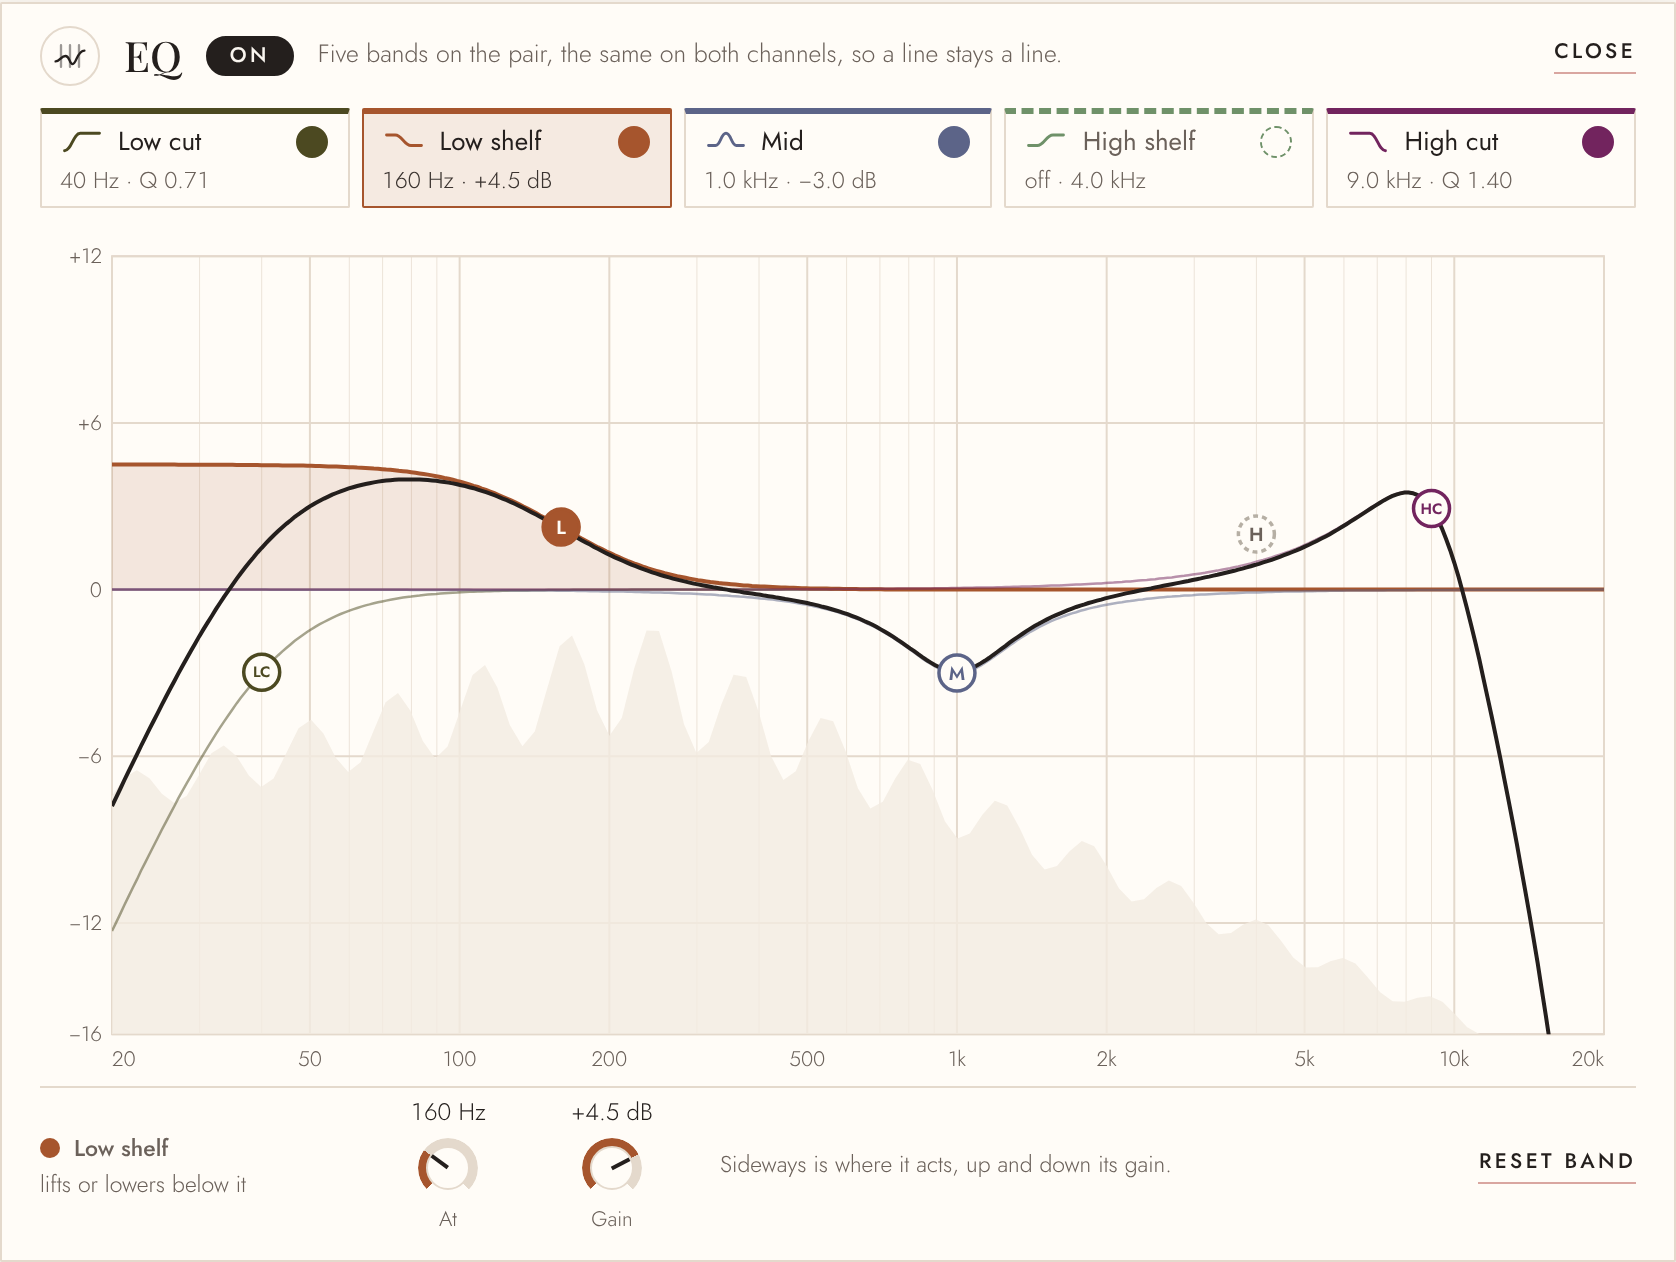 EQ ON Five bands on the pair, the same on both channels, so a line stays a line. CLOSE
Low cut
40 Hz · Q 0.71
Low shelf
160 Hz · +4.5 dB
Mid
1.0 kHz · −3.0 dB
High shelf
off · 4.0 kHz
High cut
9.0 kHz · Q 1.40
+12
+6
0
−6
−12
−16
L
LC
M
H
HC
20 50 100 200 500 1k 2k 5k 10k 20k
Low shelf
lifts or lowers below it
160 Hz
At
+4.5 dB
Gain
Sideways is where it acts, up and down its gain.
RESET BAND